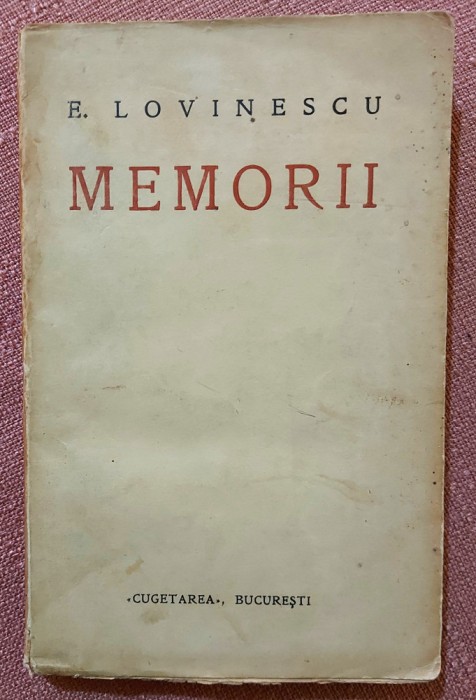 E. LOVINESCU
MEMORII
«CUGETAREA», BUCUREŞTI